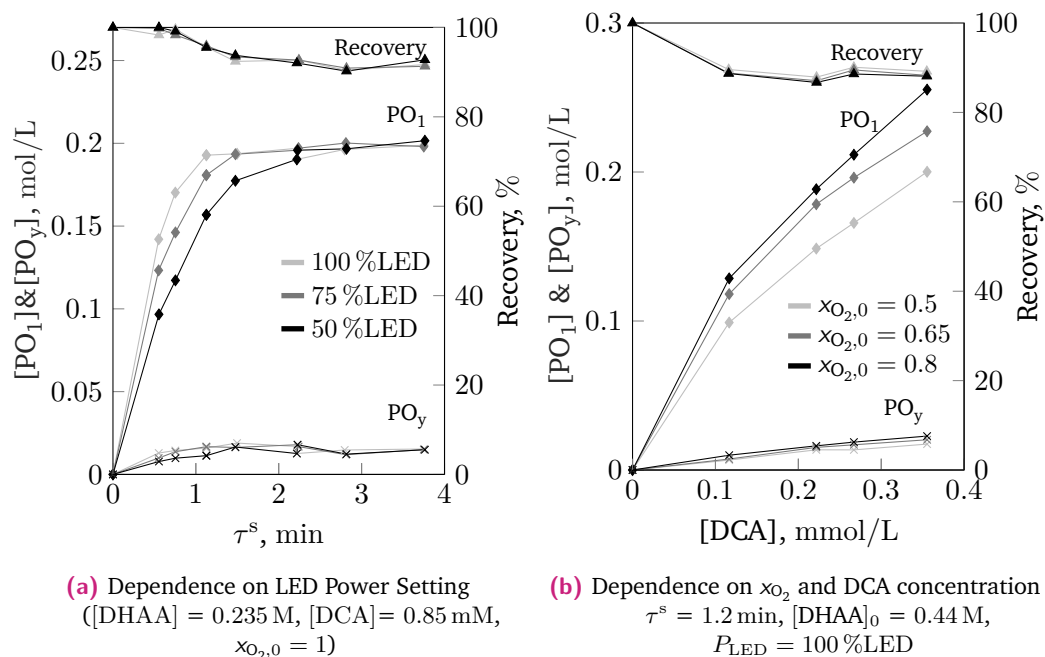 Recovery
PO1
100 %LED
75 %LED
50 %LED
POy
0.25
0.2
0.15
0.1
0.05
0
100
80
60
40
20
0
0 1 2 3 4
[PO1]&[POy], mol/L
Recovery, %
τs, min
(a) Dependence on LED Power Setting
([DHAA] = 0.235 M, [DCA]= 0.85 mM,
xO2,0 = 1)
Recovery
PO1
xO2,0 = 0.5
xO2,0 = 0.65
xO2,0 = 0.8
POy
0.3
0.2
0.1
0
100
80
60
40
20
0
0 0.1 0.2 0.3 0.4
[PO1] & [POy], mol/L
Recovery, %
[DCA], mmol/L
(b) Dependence on xO2 and DCA concentration
τs = 1.2 min, [DHAA]0 = 0.44 M,
PLED = 100 %LED